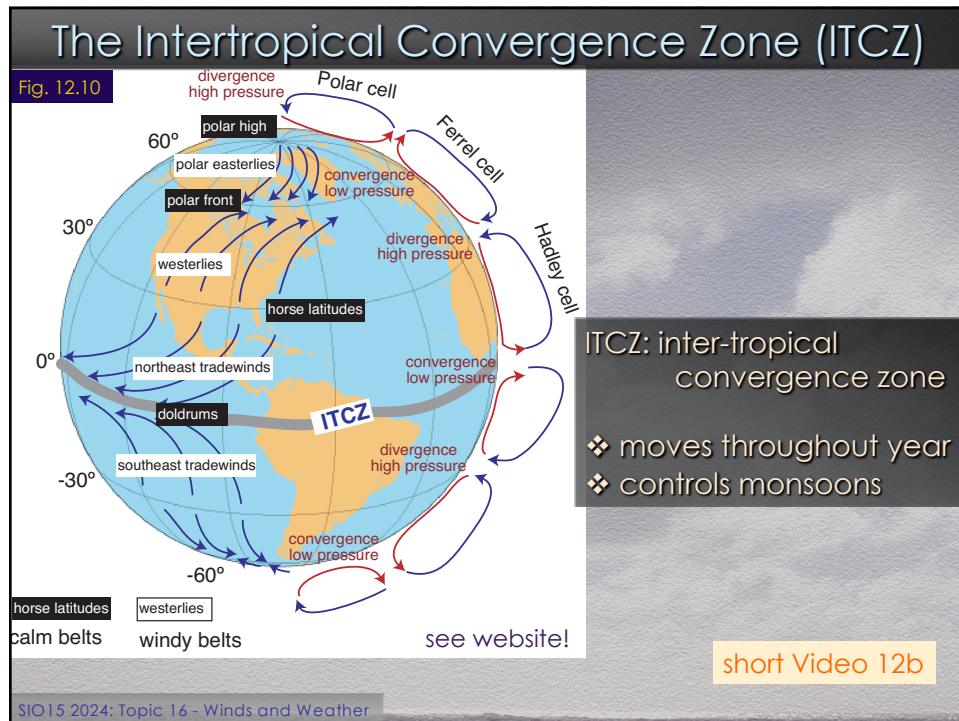 The Intertropical Convergence Zone (ITCZ)
Fig. 12.10
divergence
high pressure
Polar cell
polar high
60º
Ferrel cell
polar easterlies
convergence
low pressure
polar front
30º
divergence
high pressure
Hadley cell
westerlies
horse latitudes
0º
convergence
low pressure
northeast tradewinds
doldrums
ITCZ
divergence
high pressure
southeast tradewinds
-30º
convergence
low pressure
-60º
horse latitudes
westerlies
calm belts
windy belts
see website!
ITCZ: inter-tropical
convergence zone
❖ moves throughout year
❖ controls monsoons
short Video 12b
SIO15 2024: Topic 16 - Winds and Weather